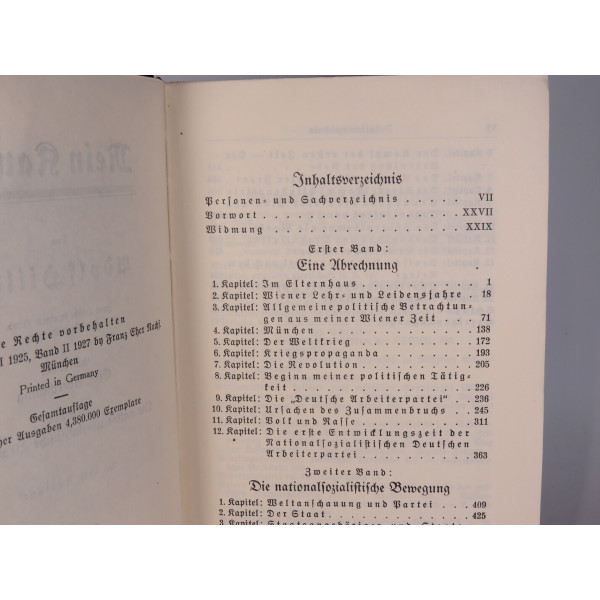 Mein
Rechte vorbehalten
I 1925, Band II 1927 by Franz Eher Nachf.
München
Printed in Germany
Gesamtauflage
Ausgaben 4,380.000 Exemplare
Inhaltsverzeichnis
Personen- und Sachverzeichnis . . . . . VII
Vorwort . . . . . . . . . . . . . . . XXVII
Widmung . . . . . . . . . . . . . . . XXIX
Erster Band:
Eine Abrechnung
1. Kapitel: Im Elternhaus . . . . . . . . . 1
2. Kapitel: Wiener Lehr- und Leidensjahre . 18
3. Kapitel: Allgemeine politische Betrachtun-
gen aus meiner Wiener Zeit . . 71
4. Kapitel: München . . . . . . . . . . . 138
5. Kapitel: Der Weltkrieg . . . . . . . . 172
6. Kapitel: Kriegspropaganda . . . . . . . 193
7. Kapitel: Die Revolution . . . . . . . . 205
8. Kapitel: Beginn meiner politischen Tätig-
keit . . . . . . . . . . . . . 226
9. Kapitel: Die „Deutsche Arbeiterpartei“ . 236
10. Kapitel: Ursachen des Zusammenbruchs . 245
11. Kapitel: Volk und Rasse . . . . . . . . 311
12. Kapitel: Die erste Entwicklungszeit der
Nationalsozialistischen Deutschen
Arbeiterpartei . . . . . . . . . 363
Zweiter Band:
Die nationalsozialistische Bewegung
1. Kapitel: Weltanschauung und Partei . . . 409
2. Kapitel: Der Staat . . . . . . . . . . . 425
3. Kapitel: Staatsangehöriger und